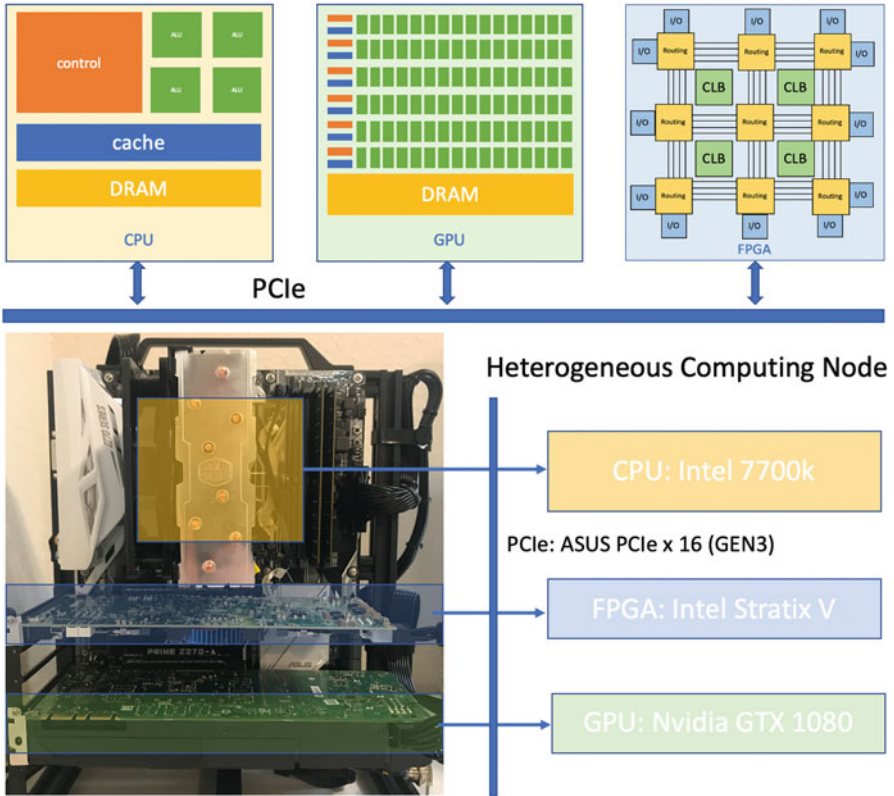 control
ALU
ALU
ALU
ALU
cache
DRAM
CPU
DRAM
GPU
I/O
I/O
I/O
I/O
Routing
Routing
Routing
I/O
CLB
CLB
I/O
Routing
Routing
Routing
I/O
CLB
CLB
I/O
Routing
Routing
Routing
I/O
I/O
I/O
I/O
FPGA
PCIe
Heterogeneous Computing Node
CPU: Intel 7700k
PCIe: ASUS PCIe x 16 (GEN3)
FPGA: Intel Stratix V
GPU: Nvidia GTX 1080
PRIME Z270-A